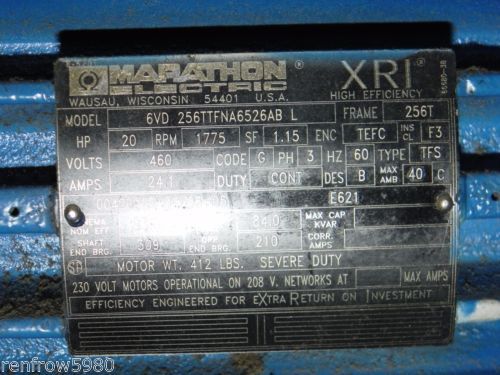 MARATHON ® XRI ®
ELECTRIC HIGH EFFICIENCY
WAUSAU, WISCONSIN 54401 U.S.A.
MODEL 6VD 256TTFNA6526AB L FRAME 256T
HP 20 RPM 1775 SF 1.15 ENC TEFC INS CL F3
VOLTS 460 CODE G PH 3 HZ 60 TYPE TFS
AMPS 24.1 DUTY CONT DES B MAX AMB 40 C
E621
NOM EFF 84.0 MAX CAP KVAR
SHAFT END BRG. 309 END BRG. 210 CORR. AMPS
MOTOR WT. 412 LBS. SEVERE DUTY
230 VOLT MOTORS OPERATIONAL ON 208 V. NETWORKS AT MAX AMPS
EFFICIENCY ENGINEERED FOR EXTRA RETURN ON INVESTMENT
renfrow5980